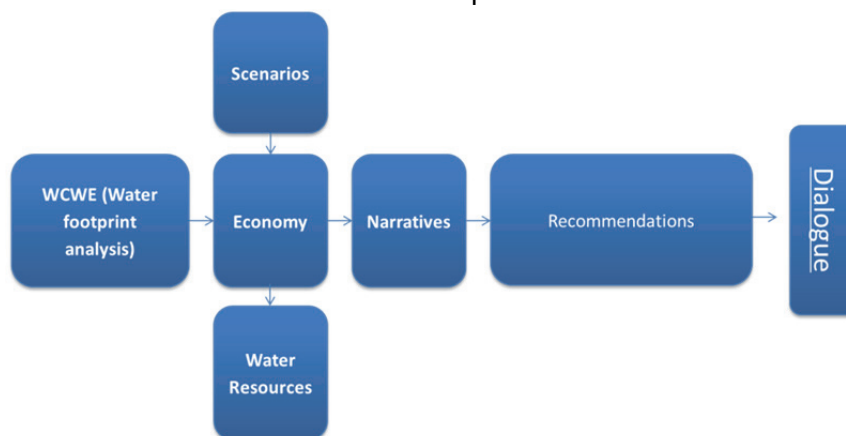 Scenarios
WCWE (Water
footprint
analysis)
Economy
Narratives
Recommendations
Dialogue
Water
Resources